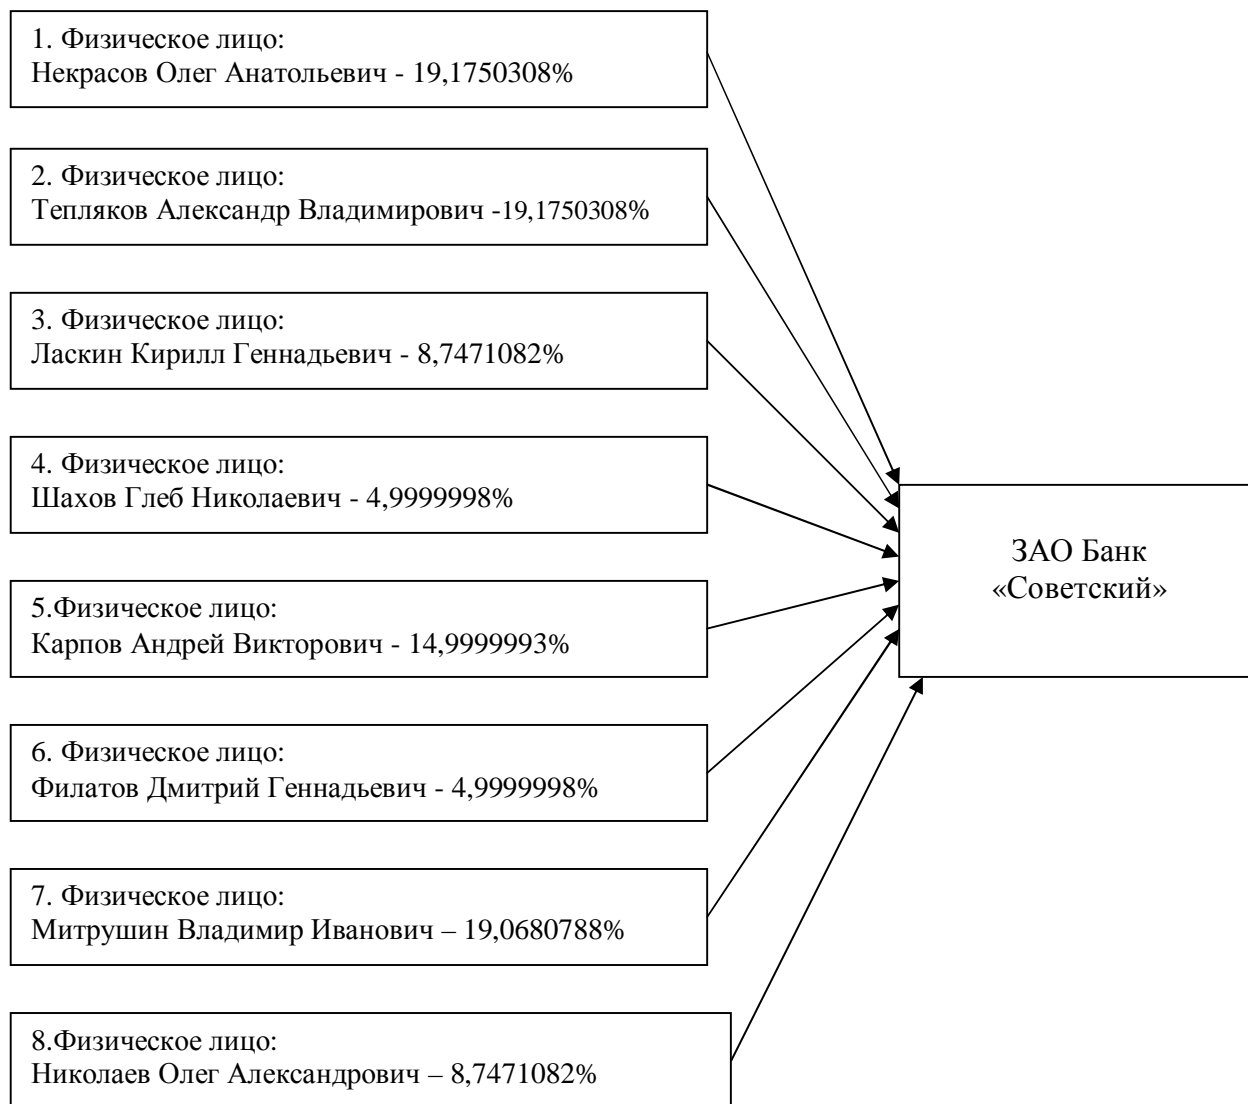 1. Физическое лицо:
Некрасов Олег Анатольевич - 19,1750308%
2. Физическое лицо:
Тепляков Александр Владимирович -19,1750308%
3. Физическое лицо:
Ласкин Кирилл Геннадьевич - 8,7471082%
4. Физическое лицо:
Шахов Глеб Николаевич - 4,9999998%
5.Физическое лицо:
Карпов Андрей Викторович - 14,9999993%
6. Физическое лицо:
Филатов Дмитрий Геннадьевич - 4,9999998%
7. Физическое лицо:
Митрушин Владимир Иванович – 19,0680788%
8.Физическое лицо:
Николаев Олег Александрович – 8,7471082%
ЗАО Банк
«Советский»